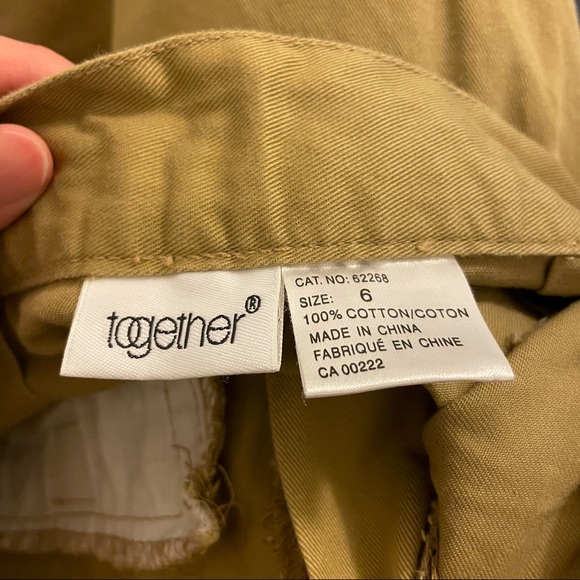 together®
CAT. NO: 62268
SIZE: 6
100% COTTON/COTON
MADE IN CHINA
FABRIQUÉ EN CHINE
CA 00222